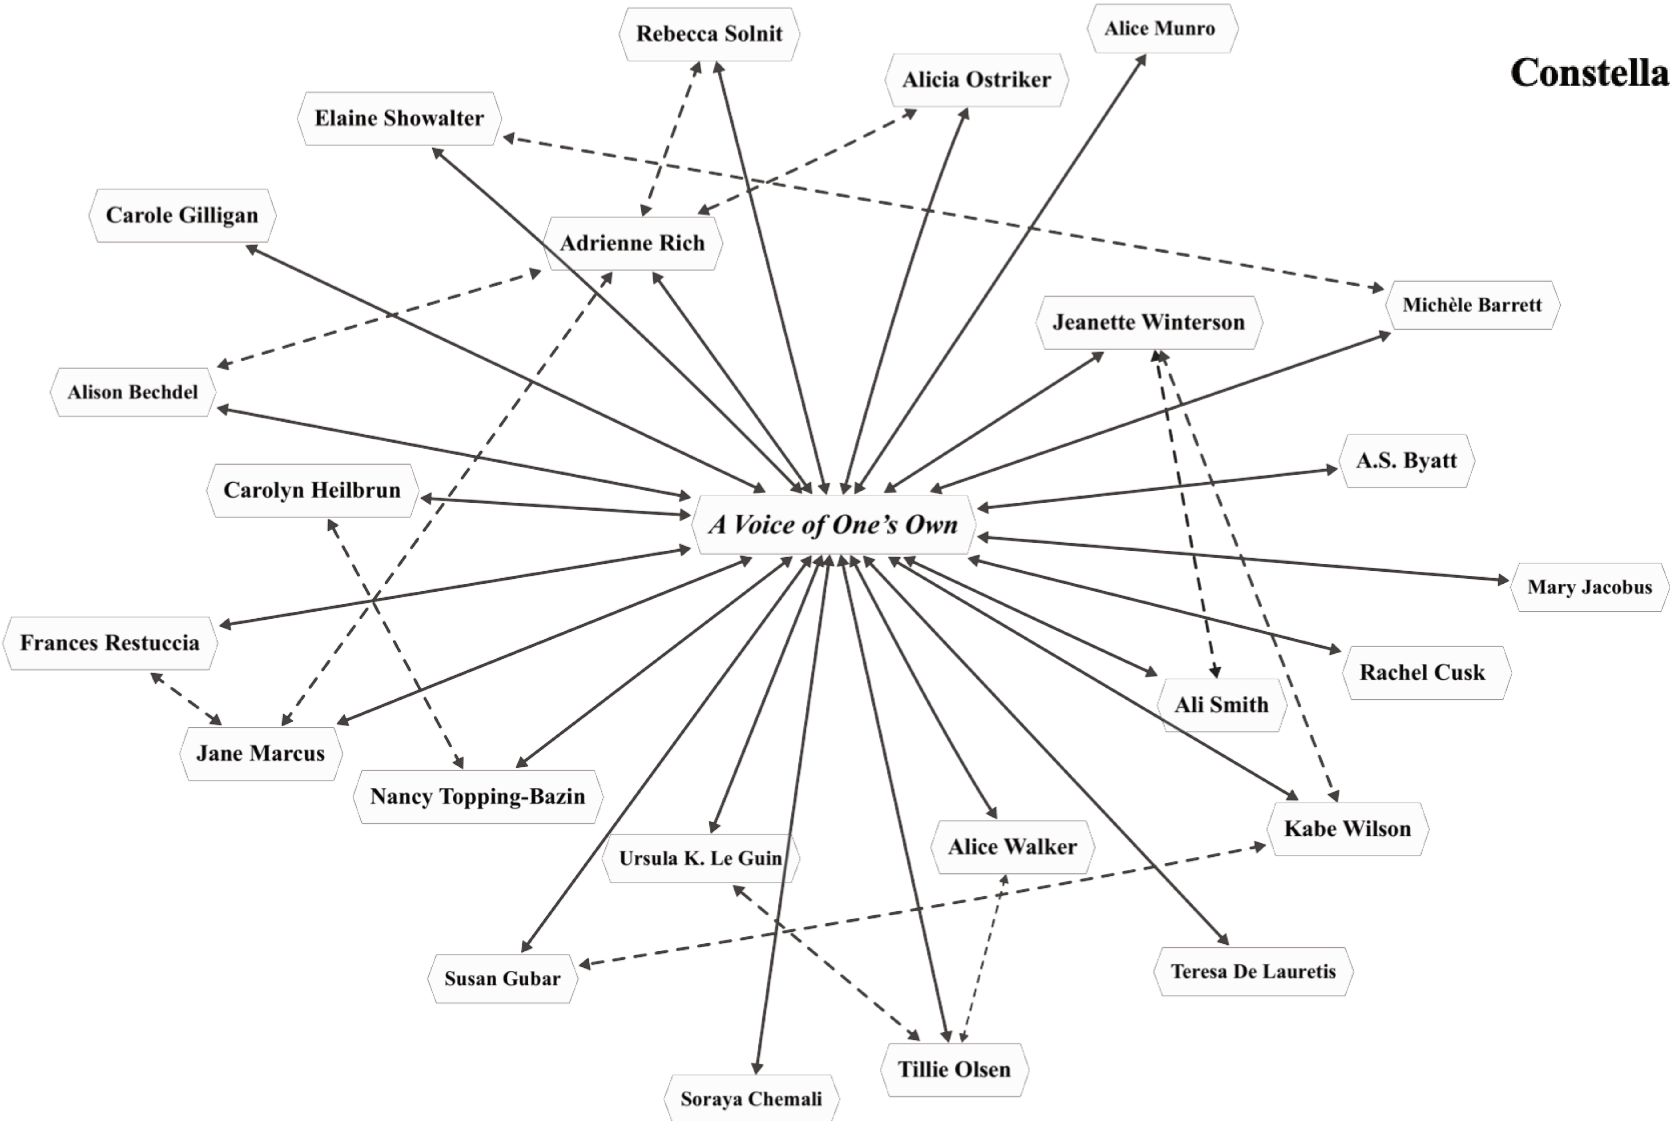 Rebecca Solnit
Alice Munro
Constella
Alicia Ostriker
Elaine Showalter
Carole Gilligan
Adrienne Rich
Michèle Barrett
Jeanette Winterson
Alison Bechdel
A.S. Byatt
Carolyn Heilbrun
A Voice of One's Own
Mary Jacobus
Frances Restuccia
Rachel Cusk
Ali Smith
Jane Marcus
Nancy Topping-Bazin
Kabe Wilson
Ursula K. Le Guin
Alice Walker
Susan Gubar
Teresa De Lauretis
Tillie Olsen
Soraya Chemali